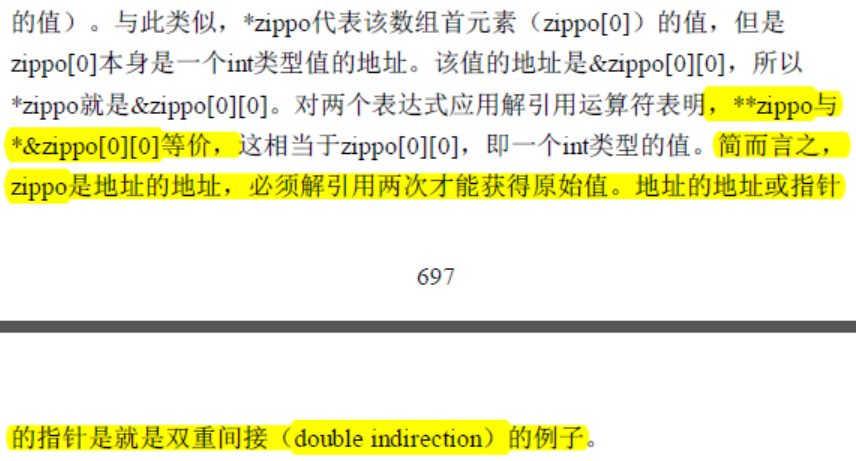 的值）。与此类似，*zippo代表该数组首元素（zippo[0]）的值，但是
zippo[0]本身是一个int类型值的地址。该值的地址是&zippo[0][0]，所以
*zippo就是&zippo[0][0]。对两个表达式应用解引用运算符表明，**zippo与
*&zippo[0][0]等价，这相当于zippo[0][0]，即一个int类型的值。简而言之，
zippo是地址的地址，必须解引用两次才能获得原始值。地址的地址或指针
697
的指针是就是双重间接（double indirection）的例子。